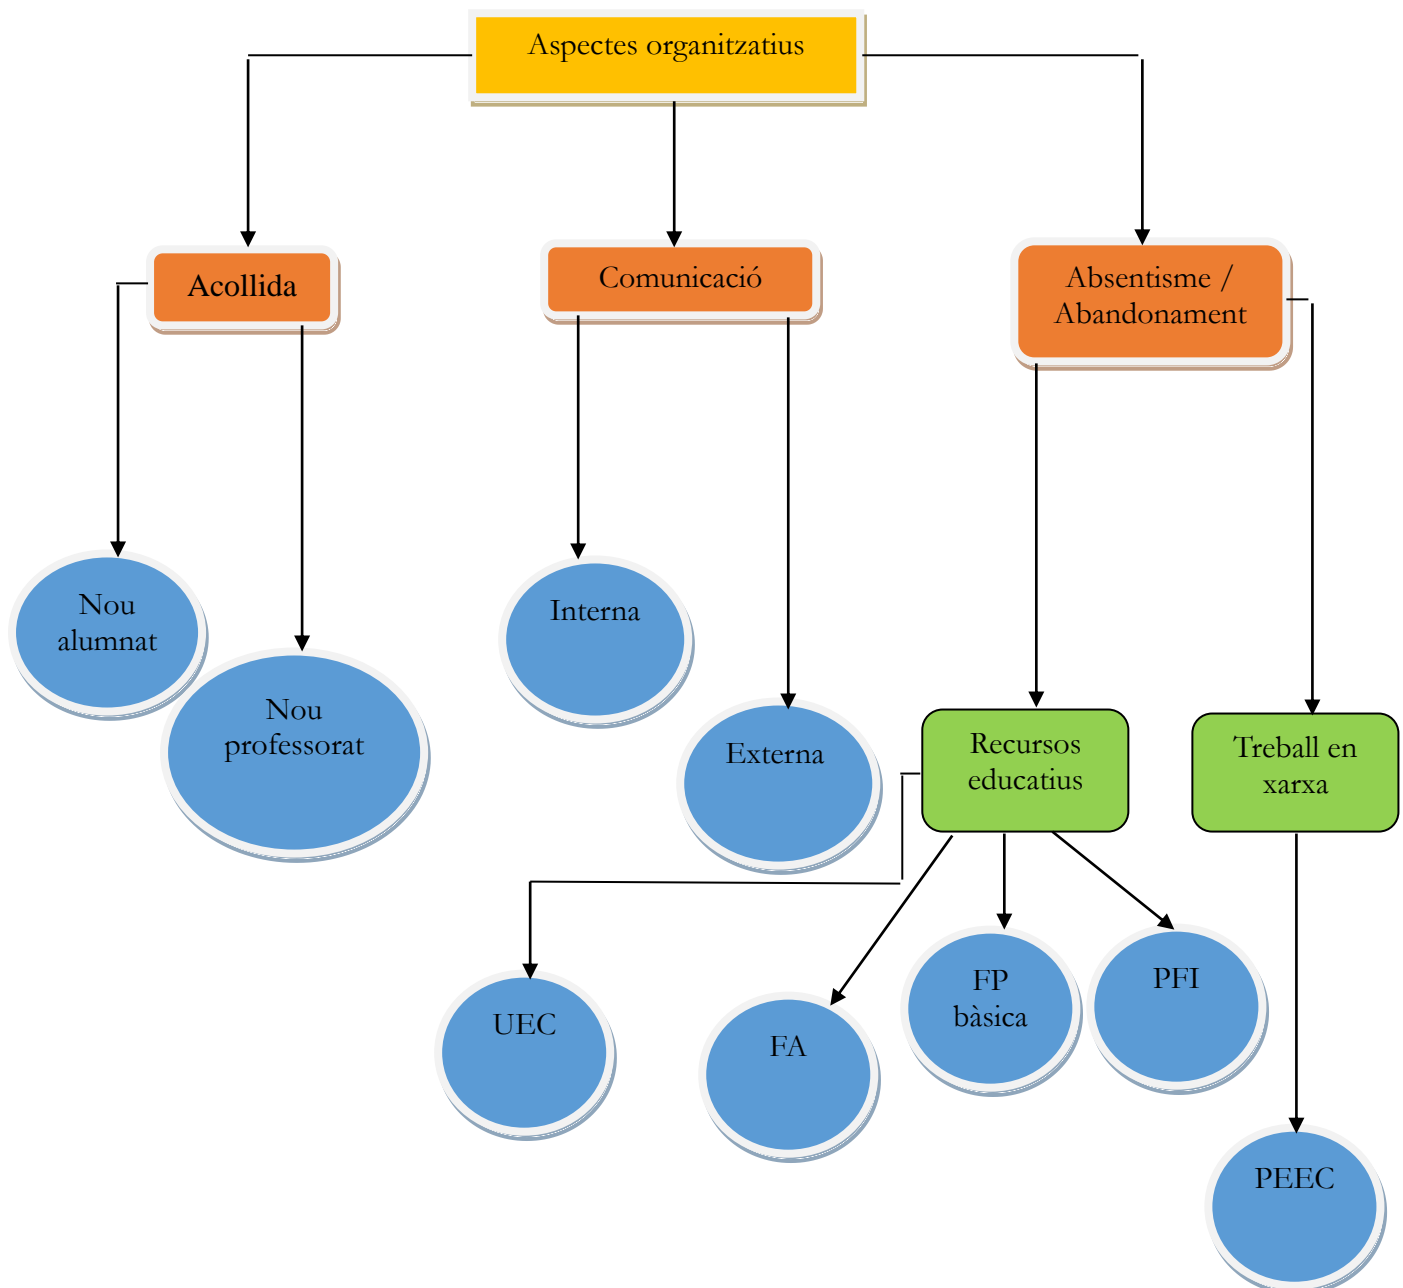 Aspectes organitzatius
Acollida
Comunicació
Absentisme /
Abandonament
Nou
alumnat
Nou
professorat
Interna
Externa
Recursos
educatius
Treball en
xarxa
UEC
FA
FP
bàsica
PFI
PEEC